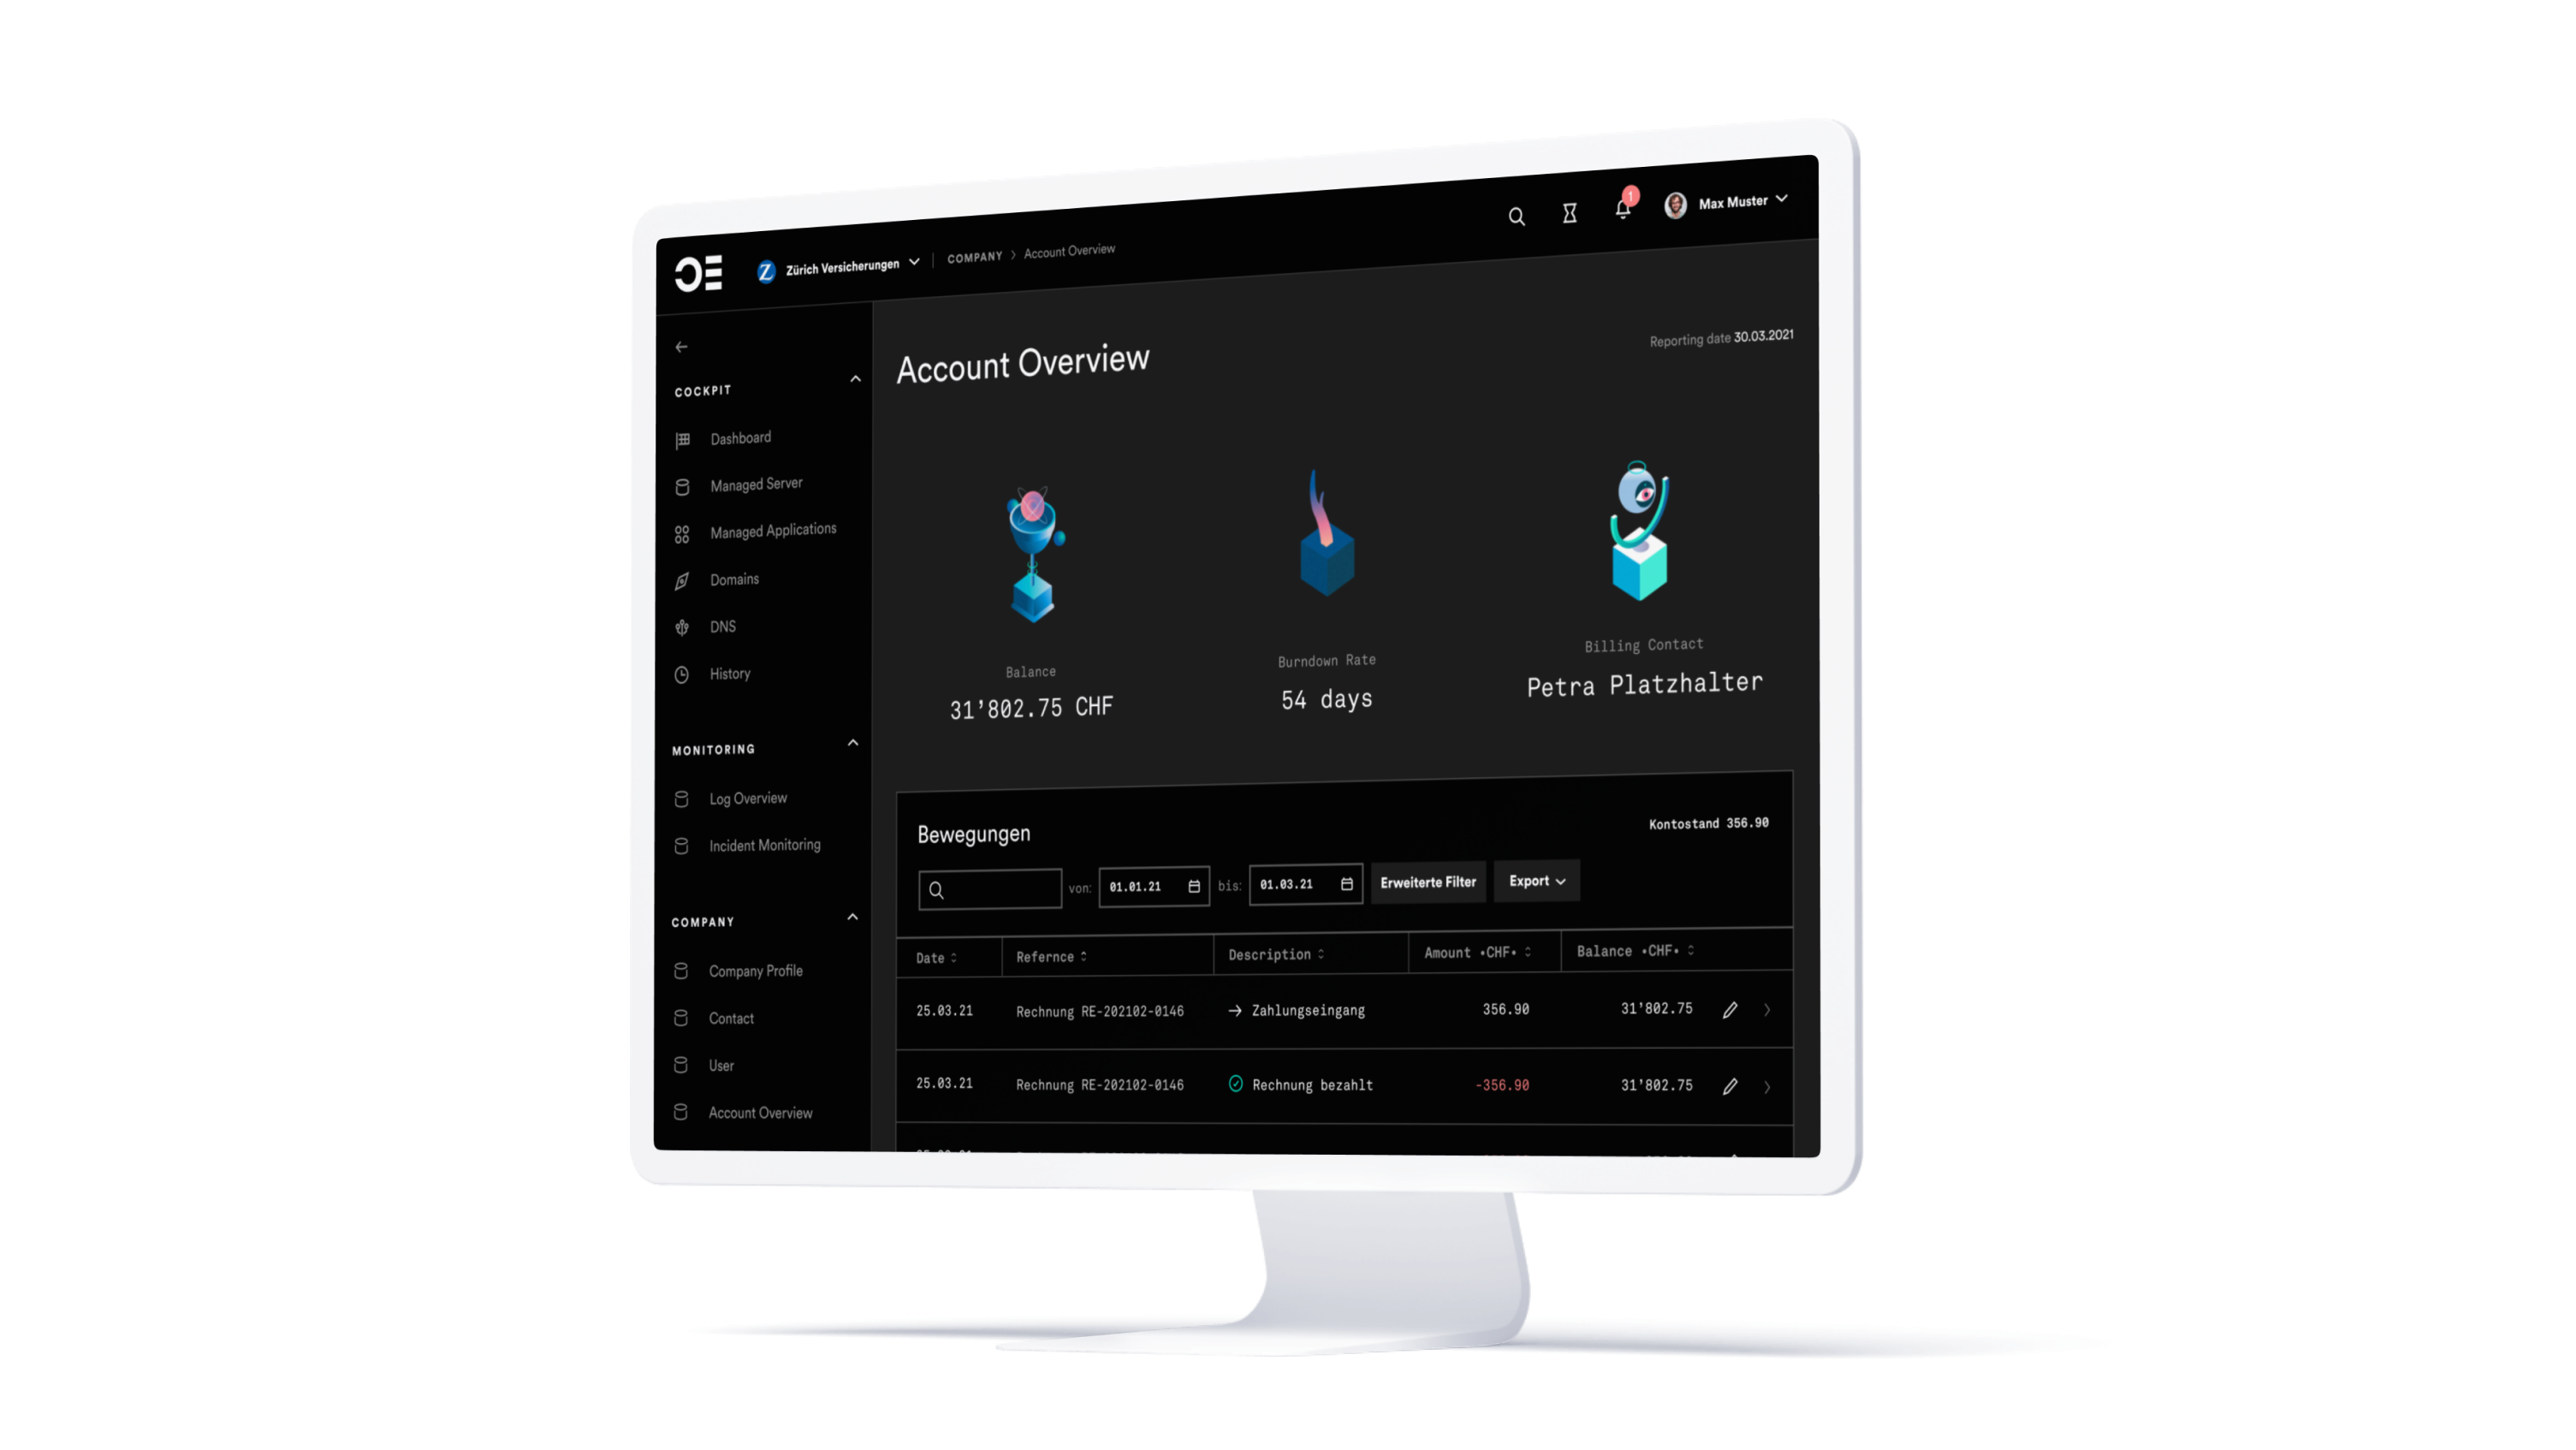 OE
Z Zürich Versicherungen COMPANY Account Overview
1
Max Muster
COCKPIT
Dashboard
Managed Server
Managed Applications
Domains
DNS
History
MONITORING
Log Overview
Incident Monitoring
COMPANY
Company Profile
Contact
User
Account Overview
Account Overview
Reporting date 30.03.2021
Balance
31’802.75 CHF
Burndown Rate
54 days
Billing Contact
Petra Platzhalter
Bewegungen
Kontostand 356.90
von: 01.01.21 bis: 01.03.21 Erweiterte Filter Export
Date Refernce Description Amount •CHF• Balance •CHF•
25.03.21 Rechnung RE-202102-0146 → Zahlungseingang 356.90 31’802.75
25.03.21 Rechnung RE-202102-0146 Rechnung bezahlt -356.90 31’802.75